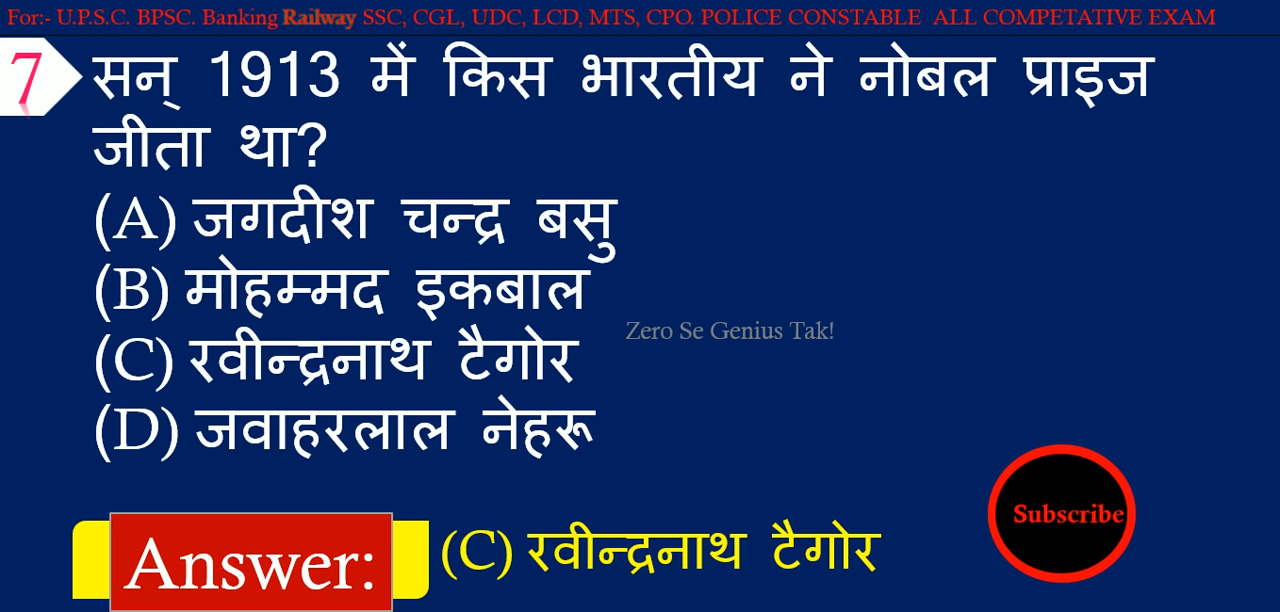 For:- U.P.S.C. BPSC. Banking Railway SSC, CGL, UDC, LCD, MTS, CPO. POLICE CONSTABLE ALL COMPETATIVE EXAM
7 सन् 1913 में किस भारतीय ने नोबल प्राइज
जीता था?
(A) जगदीश चन्द्र बसु
(B) मोहम्मद इकबाल
Zero Se Genius Tak!
(C) रवीन्द्रनाथ टैगोर
(D) जवाहरलाल नेहरू
Subscribe
Answer: (C) रवीन्द्रनाथ टैगोर